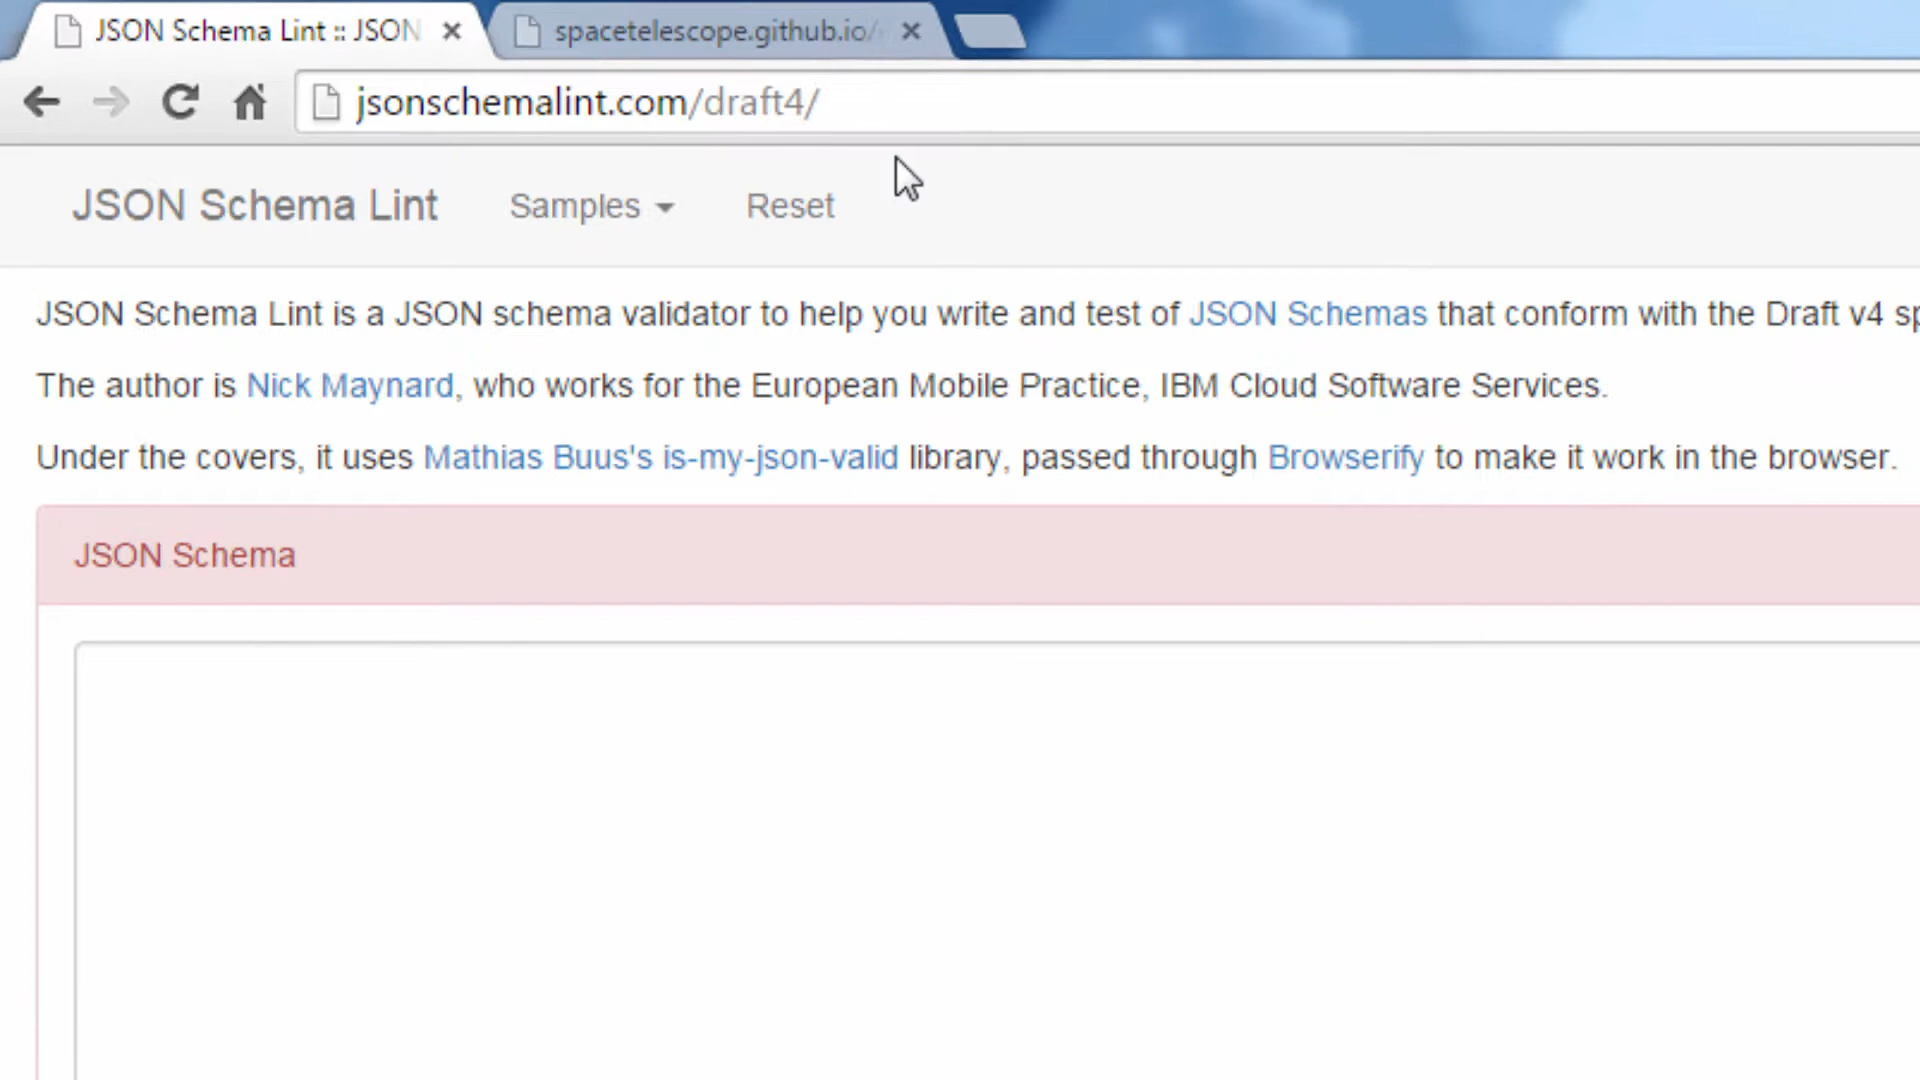 JSON Schema Lint :: JSON
spacetelescope.github.io/
jsonschemalint.com/draft4/
JSON Schema Lint Samples Reset
JSON Schema Lint is a JSON schema validator to help you write and test of JSON Schemas that conform with the Draft v4 sp
The author is Nick Maynard, who works for the European Mobile Practice, IBM Cloud Software Services.
Under the covers, it uses Mathias Buus's is-my-json-valid library, passed through Browserify to make it work in the browser.
JSON Schema